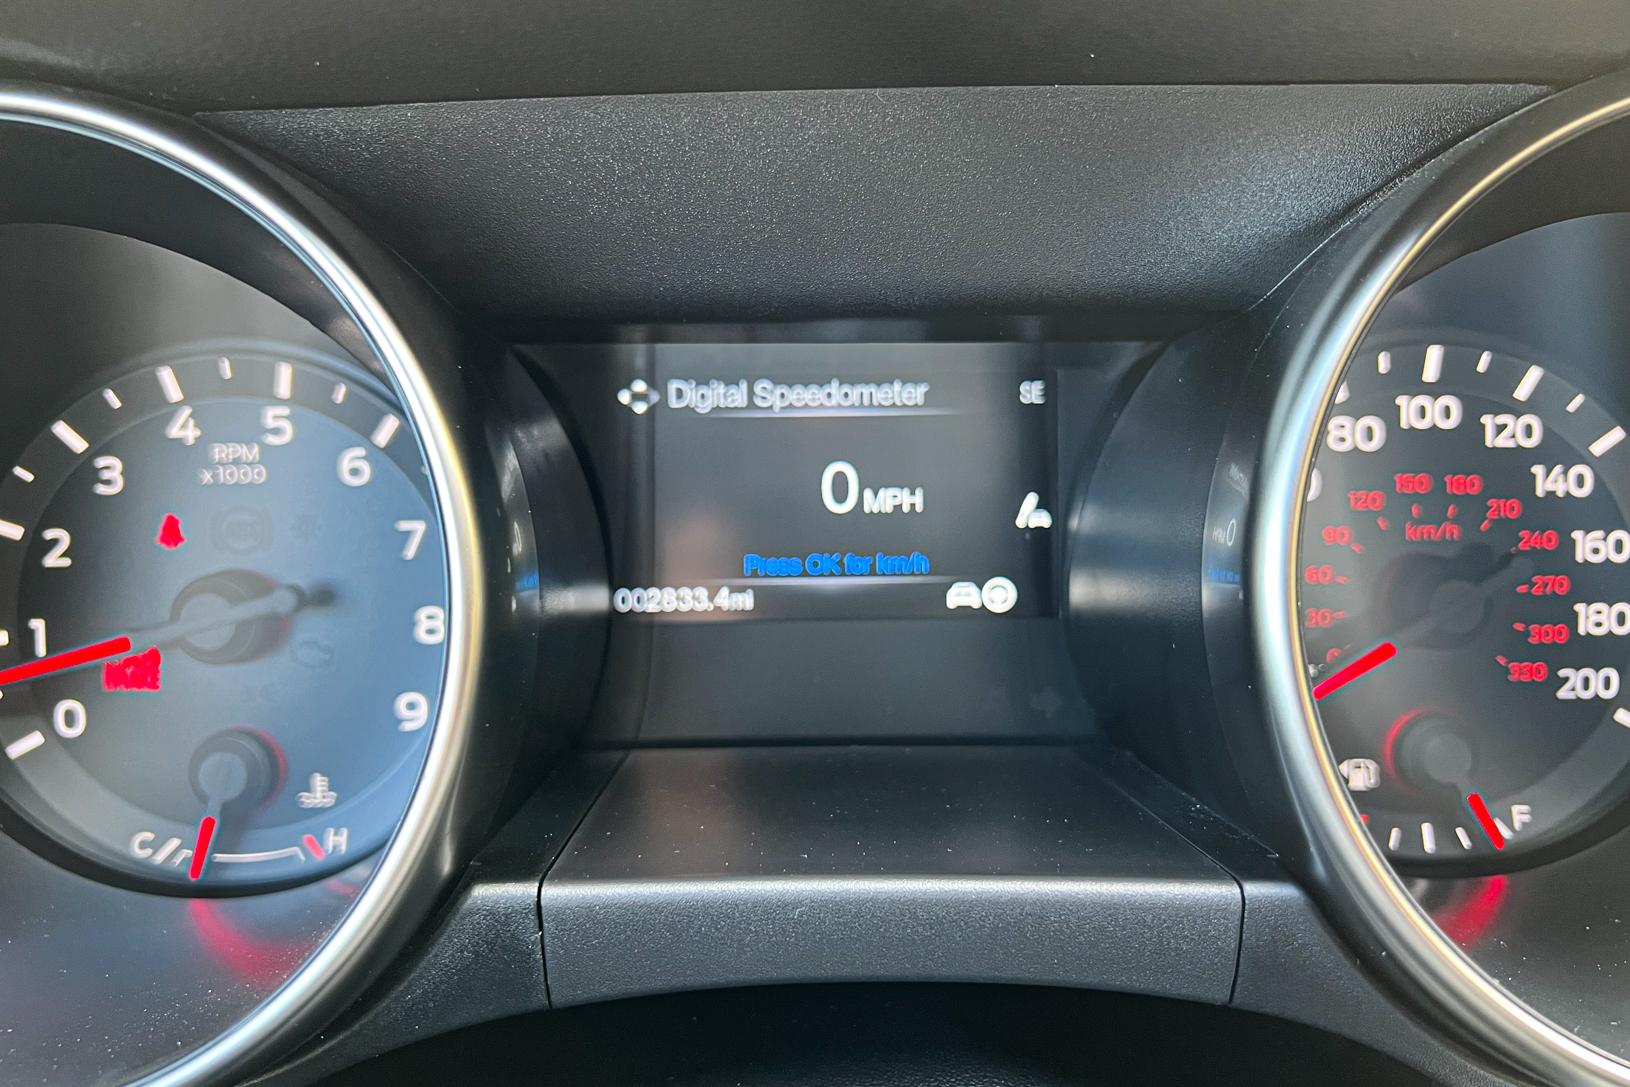 Digital Speedometer
SE
0 MPH
Press OK for km/h
002833.4mi
RPM
x1000
0
1
2
3
4
5
6
7
8
9
C
H
80
100
120
140
160
180
200
km/h
30
60
90
120
150
180
210
240
270
300
330
F